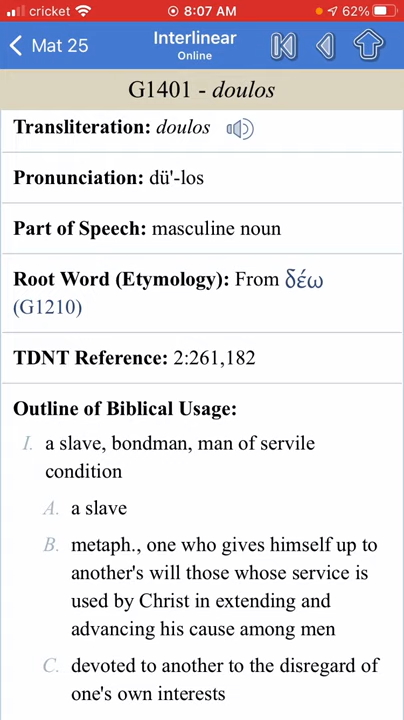 cricket 8:07 AM 62%
Mat 25 Interlinear
Online
G1401 - doulos
Transliteration: doulos
Pronunciation: dü'-los
Part of Speech: masculine noun
Root Word (Etymology): From δέω
(G1210)
TDNT Reference: 2:261,182
Outline of Biblical Usage:
I. a slave, bondman, man of servile
condition
A. a slave
B. metaph., one who gives himself up to
another's will those whose service is
used by Christ in extending and
advancing his cause among men
C. devoted to another to the disregard of
one's own interests